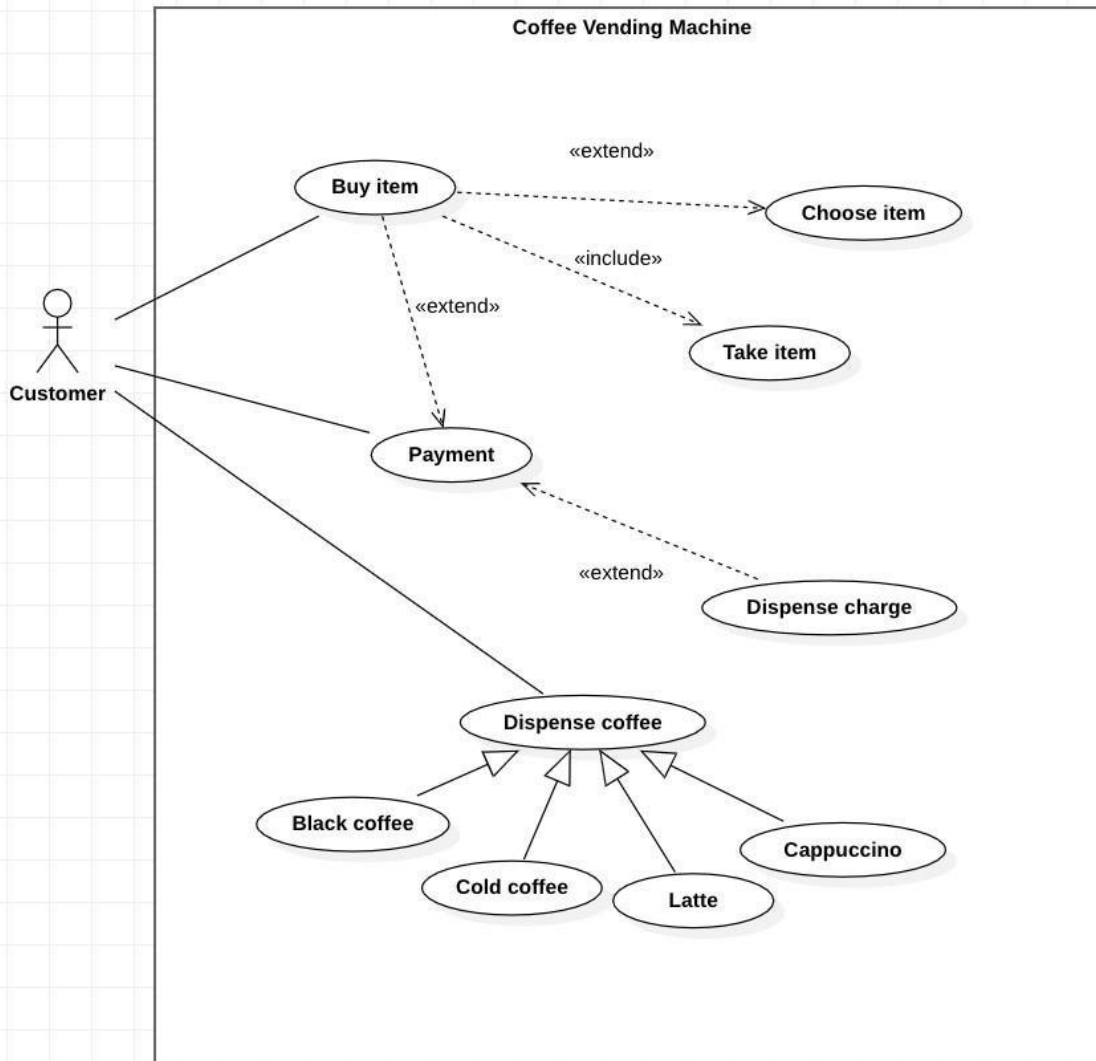 Coffee Vending Machine
«extend»
Buy item
Choose item
«include»
«extend»
Take item
Customer
Payment
«extend»
Dispense charge
Dispense coffee
Black coffee
Cappuccino
Cold coffee
Latte